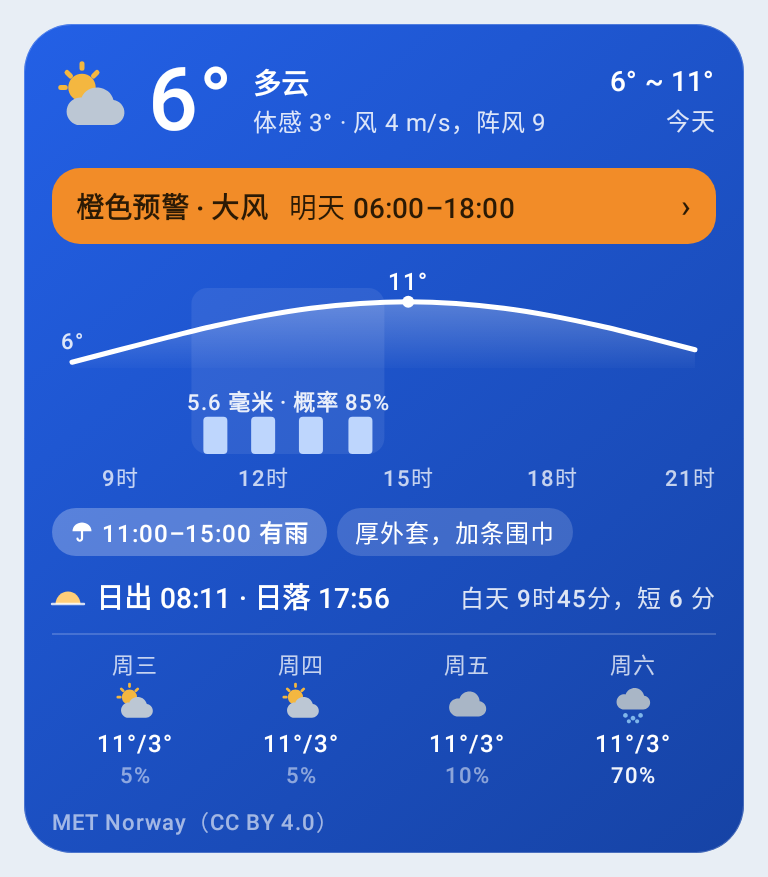 6° 多云 6° ~ 11°
体感 3° · 风 4 m/s，阵风 9 今天
橙色预警 · 大风 明天 06:00–18:00 ›
11°
6°
5.6 毫米 · 概率 85%
9时 12时 15时 18时 21时
11:00–15:00 有雨 厚外套，加条围巾
日出 08:11 · 日落 17:56 白天 9时45分，短 6 分
周三 周四 周五 周六
11°/3° 11°/3° 11°/3° 11°/3°
5% 5% 10% 70%
MET Norway（CC BY 4.0）